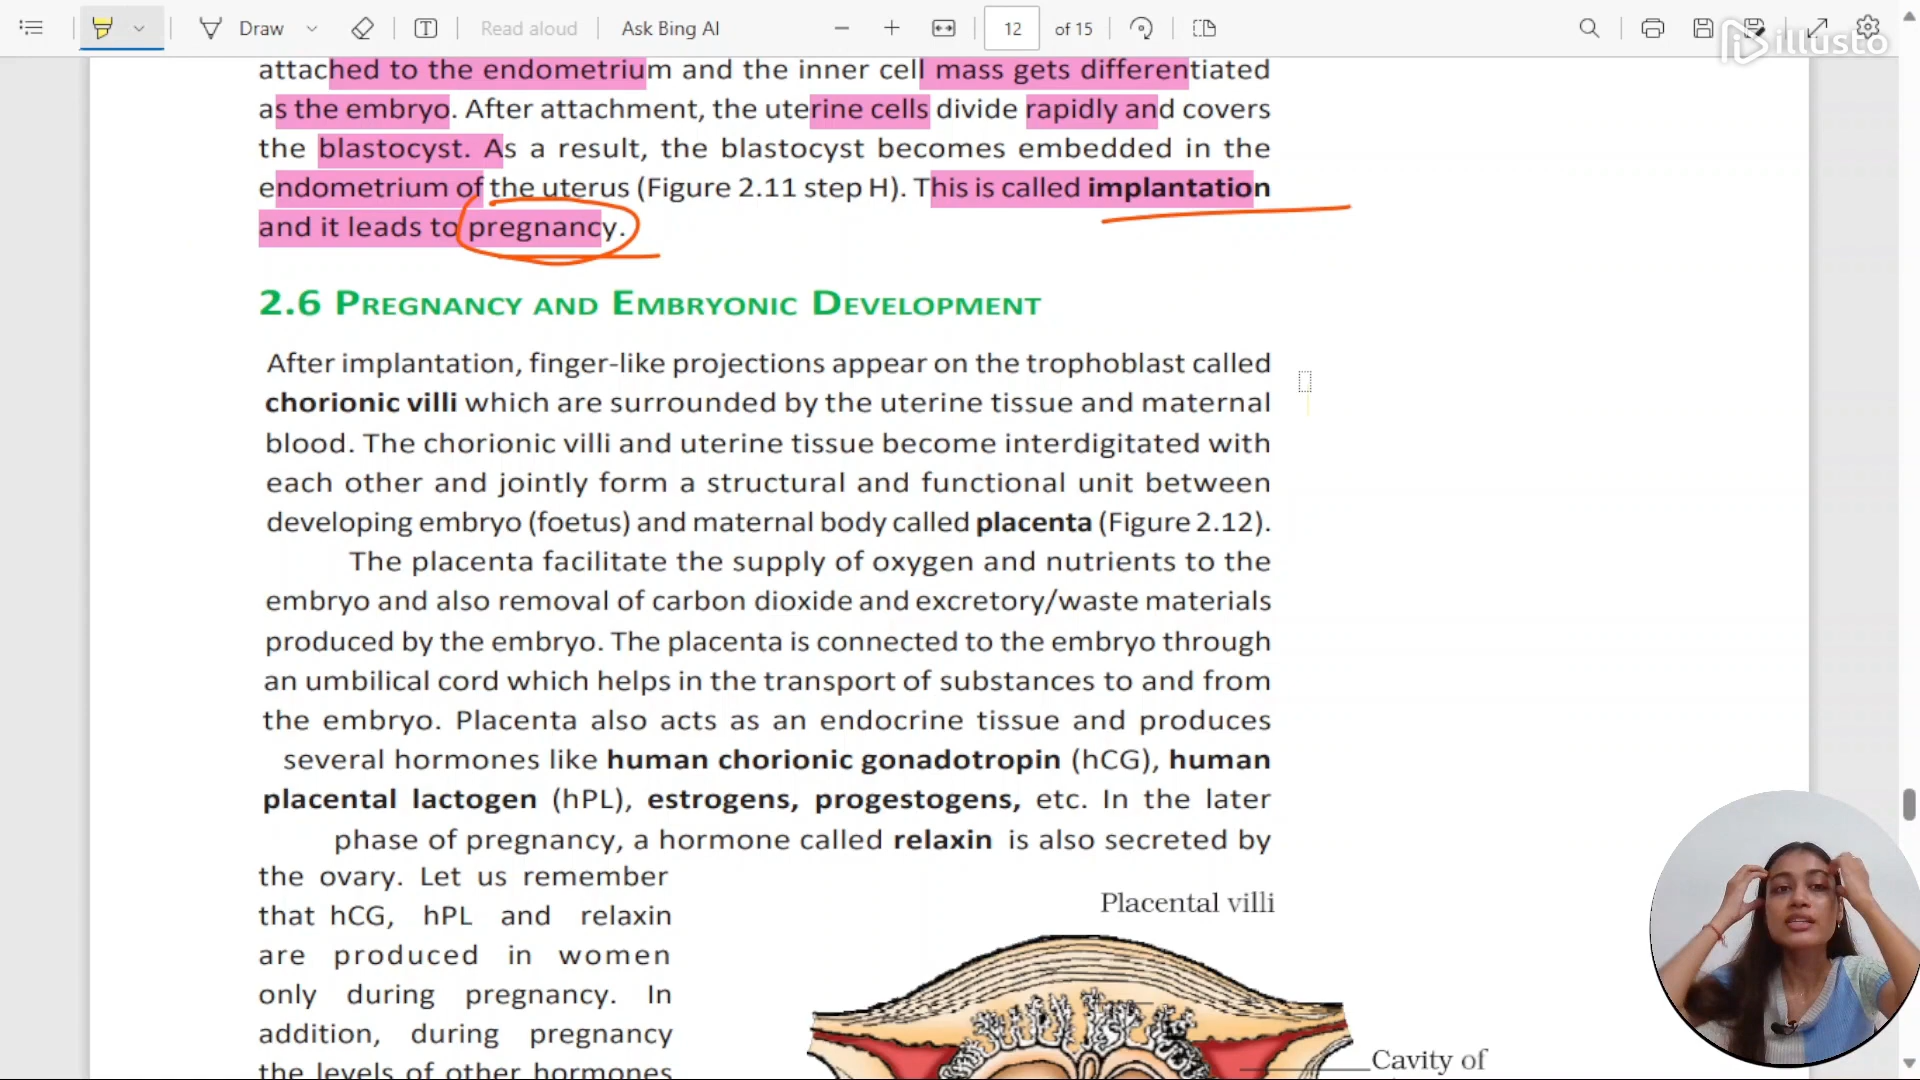 Draw
Read aloud
Ask Bing AI
12
of 15
illusto
attached to the endometrium and the inner cell mass gets differentiated
as the embryo. After attachment, the uterine cells divide rapidly and covers
the blastocyst. As a result, the blastocyst becomes embedded in the
endometrium of the uterus (Figure 2.11 step H). This is called implantation
and it leads to pregnancy.
2.6 PREGNANCY AND EMBRYONIC DEVELOPMENT
After implantation, finger-like projections appear on the trophoblast called
chorionic villi which are surrounded by the uterine tissue and maternal
blood. The chorionic villi and uterine tissue become interdigitated with
each other and jointly form a structural and functional unit between
developing embryo (foetus) and maternal body called placenta (Figure 2.12).
The placenta facilitate the supply of oxygen and nutrients to the
embryo and also removal of carbon dioxide and excretory/waste materials
produced by the embryo. The placenta is connected to the embryo through
an umbilical cord which helps in the transport of substances to and from
the embryo. Placenta also acts as an endocrine tissue and produces
several hormones like human chorionic gonadotropin (hCG), human
placental lactogen (hPL), estrogens, progestogens, etc. In the later
phase of pregnancy, a hormone called relaxin is also secreted by
the ovary. Let us remember
that hCG, hPL and relaxin
are produced in women
only during pregnancy. In
addition, during pregnancy
the levels of other hormones
Placental villi
Cavity of